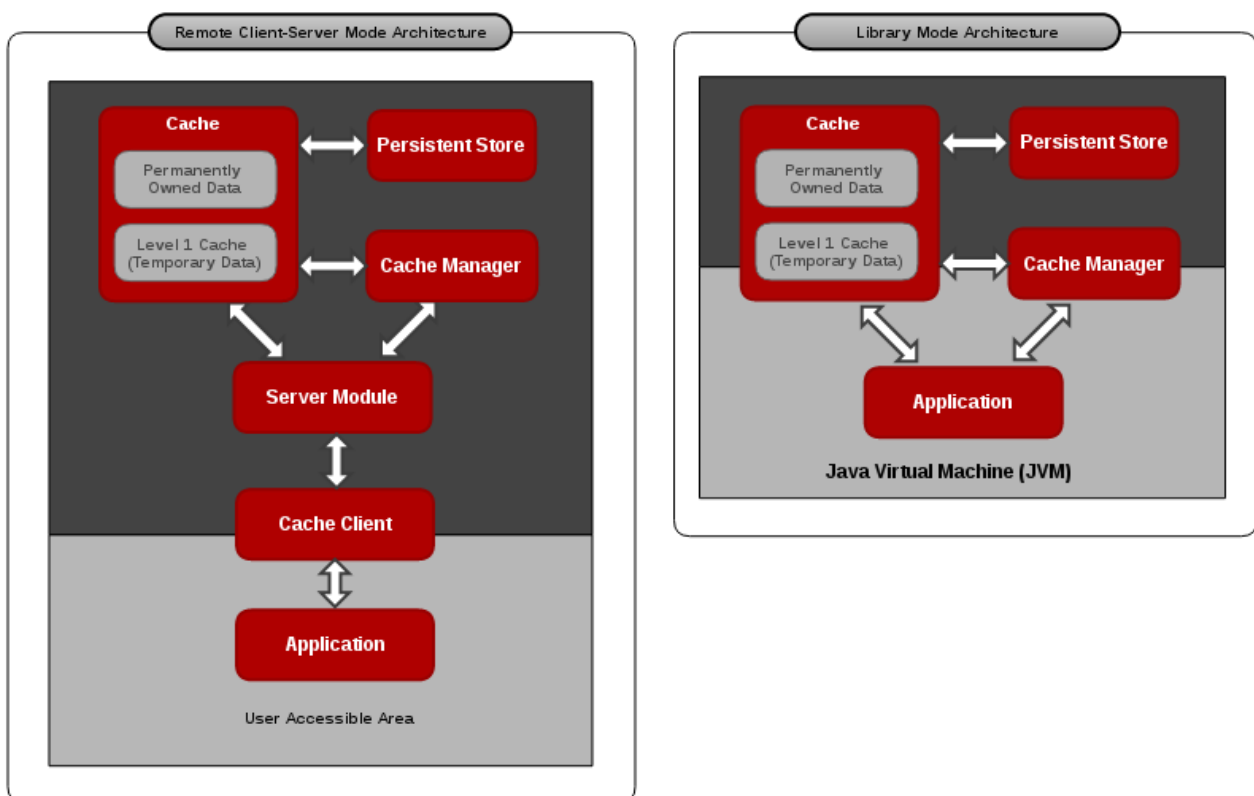 Remote Client-Server Mode Architecture
Cache
Permanently
Owned Data
Level 1 Cache
(Temporary Data)
Persistent Store
Cache Manager
Server Module
Cache Client
Application
User Accessible Area
Library Mode Architecture
Cache
Permanently
Owned Data
Level 1 Cache
(Temporary Data)
Persistent Store
Cache Manager
Application
Java Virtual Machine (JVM)